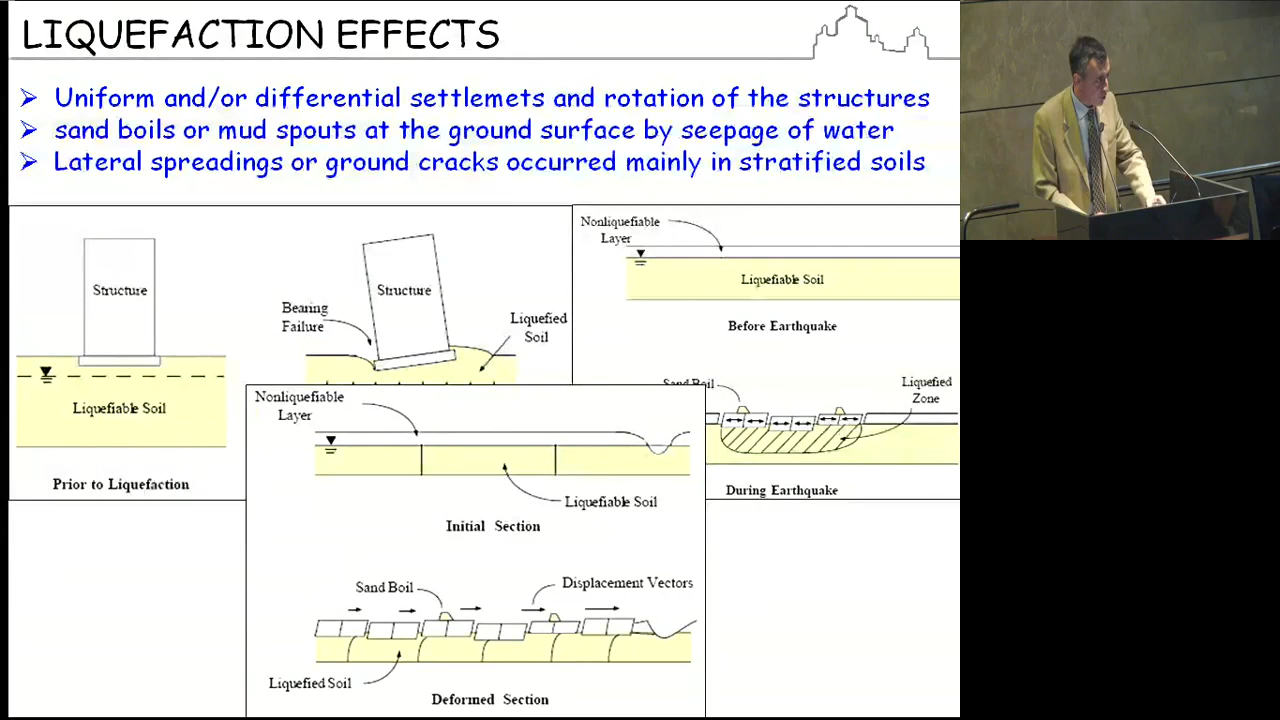 LIQUEFACTION EFFECTS
➢ Uniform and/or differential settlemets and rotation of the structures
➢ sand boils or mud spouts at the ground surface by seepage of water
➢ Lateral spreadings or ground cracks occurred mainly in stratified soils
Structure
Liquefiable Soil
Prior to Liquefaction
Structure
Bearing
Failure
Liquefied
Soil
Nonliquefiable
Layer
Liquefiable Soil
Before Earthquake
Sand Boil
Liquefied
Zone
During Earthquake
Nonliquefiable
Layer
Liquefiable Soil
Initial Section
Sand Boil
Displacement Vectors
Liquefied Soil
Deformed Section